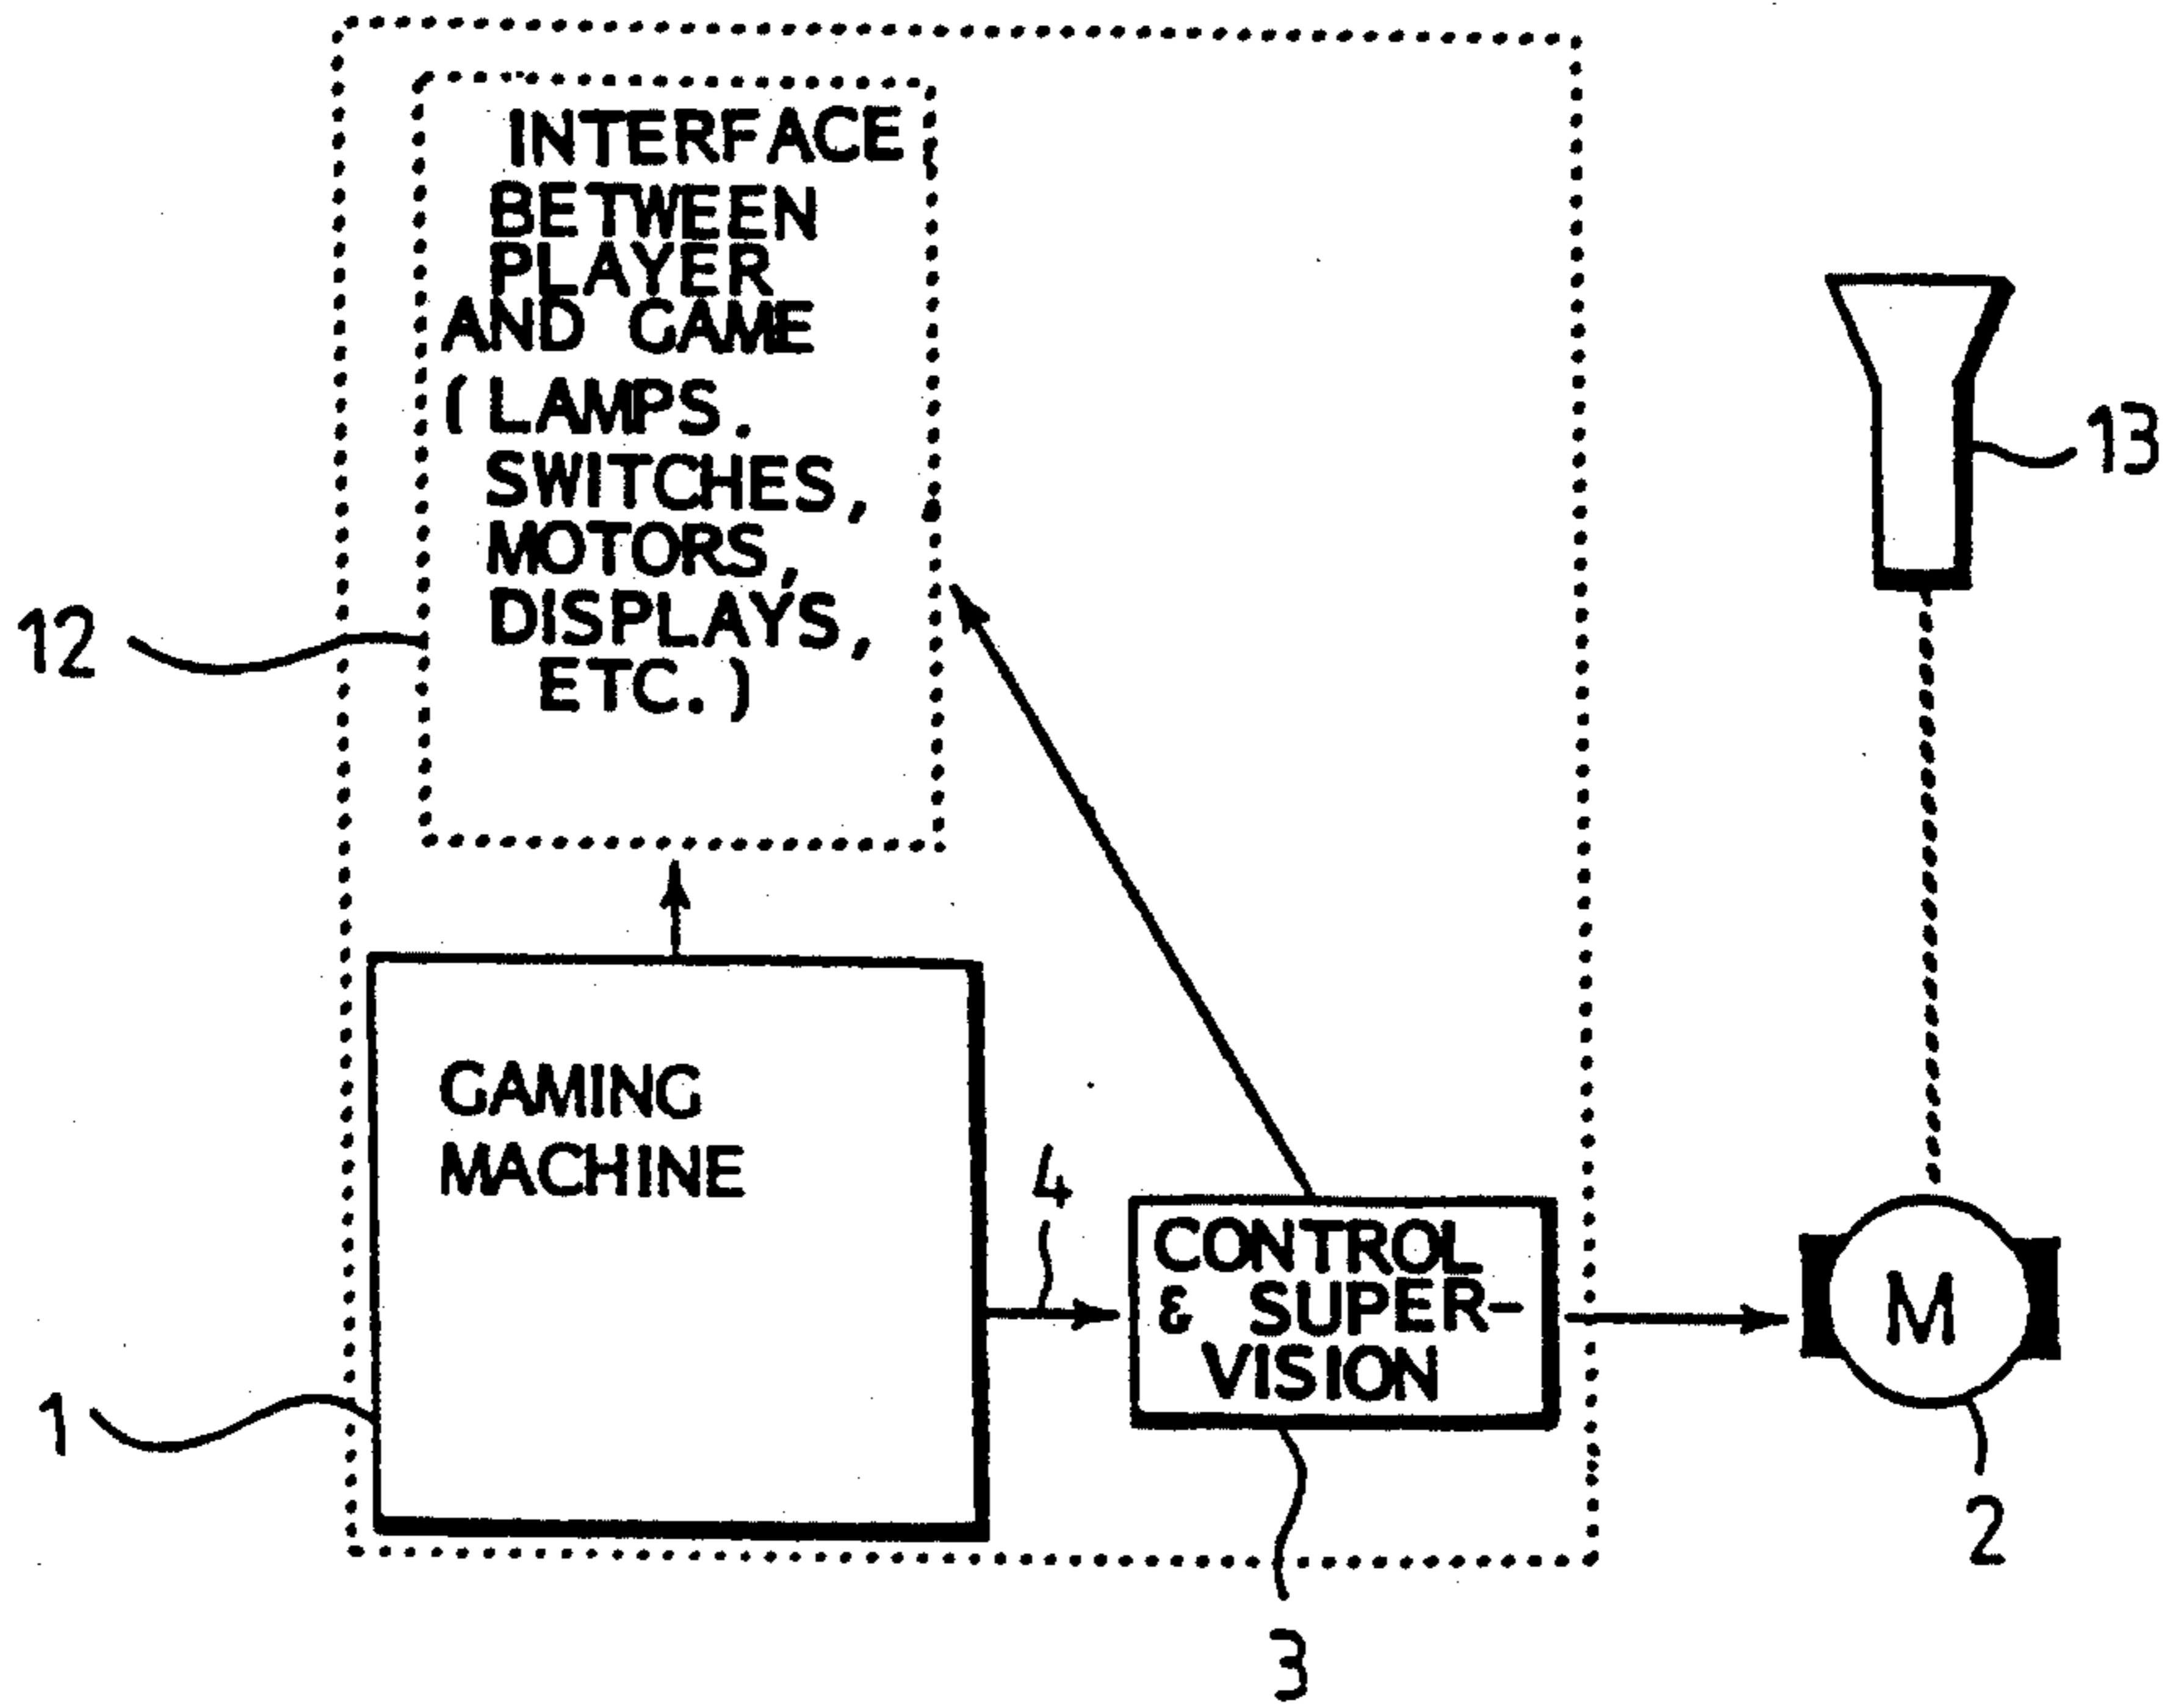 INTERFACE
BETWEEN
PLAYER
AND GAME
(LAMPS.
SWITCHES,
MOTORS,
DISPLAYS,
ETC.)
12
13
GAMING
MACHINE
4
CONTROL
& SUPER-
VISION
M
1
2
3